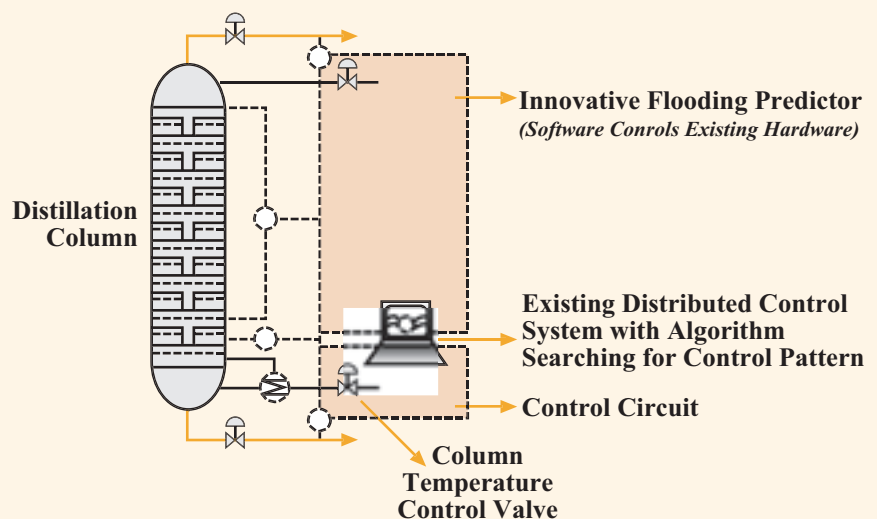 Innovative Flooding Predictor
(Software Conrols Existing Hardware)
Distillation
Column
Existing Distributed Control
System with Algorithm
Searching for Control Pattern
Control Circuit
Column
Temperature
Control Valve